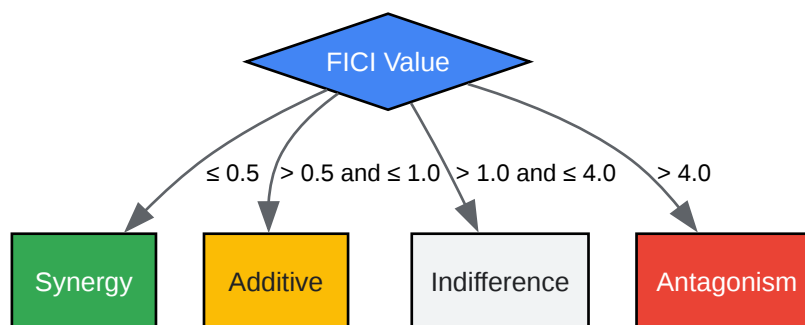 FICI Value
≤ 0.5
> 0.5 and ≤ 1.0
> 1.0 and ≤ 4.0
> 4.0
Synergy
Additive
Indifference
Antagonism